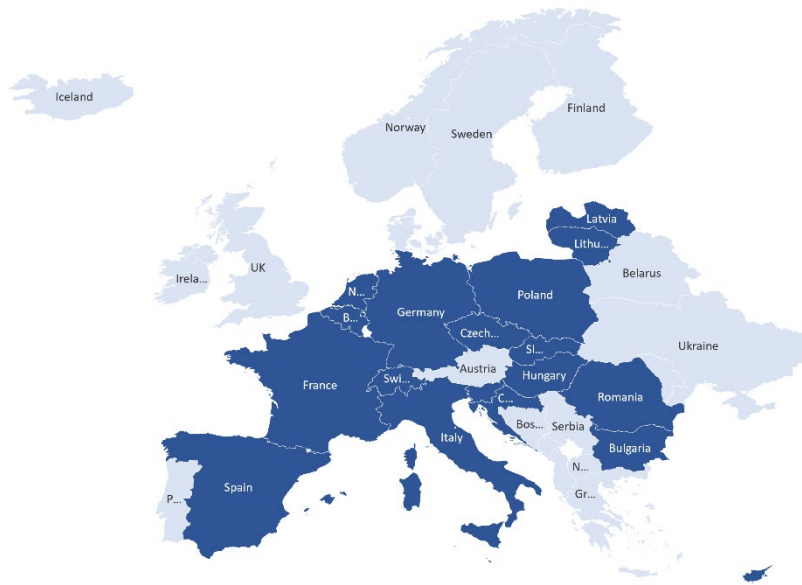 Iceland
Finland
Norway
Sweden
Latvia
Lithu...
UK
Irela...
Belarus
N...
Poland
B...
Germany
Czech...
Ukraine
Sl...
Austria
Hungary
Swi...
France
C...
Romania
Bos...
Serbia
Italy
Bulgaria
N...
Spain
P...
Gr...